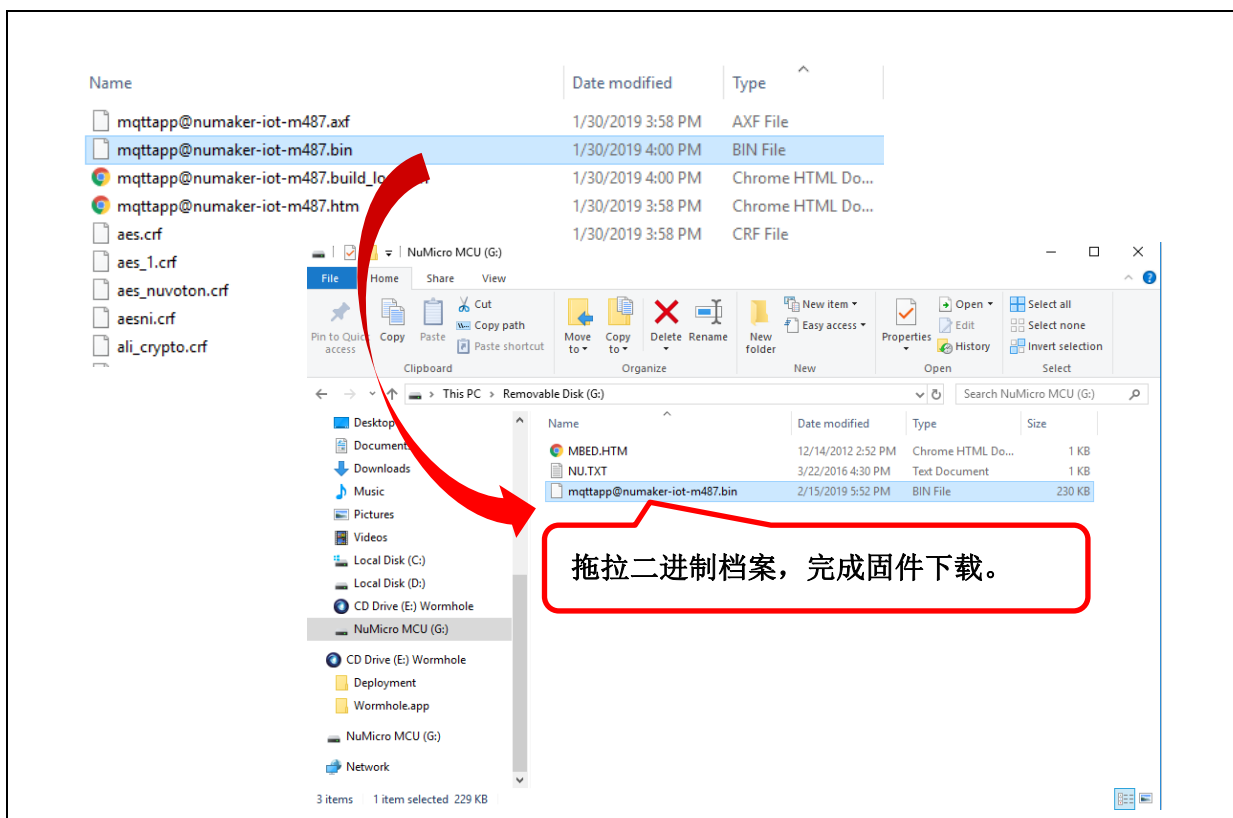 Name Date modified Type
mqttapp@numaker-iot-m487.axf 1/30/2019 3:58 PM AXF File
mqttapp@numaker-iot-m487.bin 1/30/2019 4:00 PM BIN File
mqttapp@numaker-iot-m487.build_lo 1/30/2019 4:00 PM Chrome HTML Do...
mqttapp@numaker-iot-m487.htm 1/30/2019 3:58 PM Chrome HTML Do...
aes.crf 1/30/2019 3:58 PM CRF File
aes_1.crf
aes_nuvoton.crf
aesni.crf
ali_crypto.crf
NuMicro MCU (G:)
File Home Share View
Pin to Quick access
Copy
Paste
Cut
Copy path
Paste shortcut
Move to
Copy to
Delete
Rename
New folder
New item
Easy access
Properties
Open
Edit
History
Select all
Select none
Invert selection
Clipboard Organize New Open Select
This PC > Removable Disk (G:) Search NuMicro MCU (G:)
Desktop
Document
Downloads
Music
Pictures
Videos
Local Disk (C:)
Local Disk (D:)
CD Drive (E:) Wormhole
NuMicro MCU (G:)
CD Drive (E:) Wormhole
Deployment
Wormhole.app
NuMicro MCU (G:)
Network
Name Date modified Type Size
MBED.HTM 12/14/2012 2:52 PM Chrome HTML Do... 1 KB
NU.TXT 3/22/2016 4:30 PM Text Document 1 KB
mqttapp@numaker-iot-m487.bin 2/15/2019 5:52 PM BIN File 230 KB
拖拉二进制档案，完成固件下载。
3 items 1 item selected 229 KB